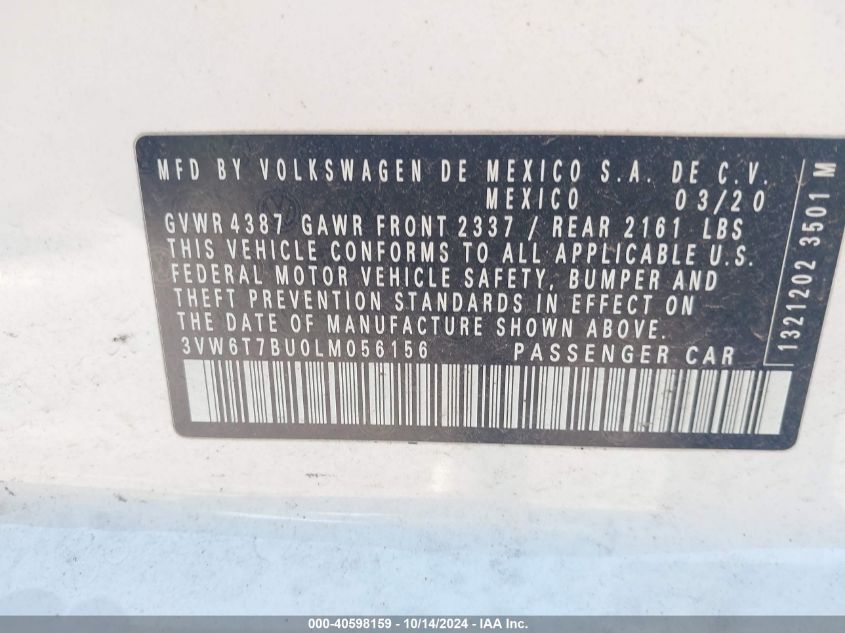 MFD BY VOLKSWAGEN DE MEXICO S.A. DE C.V.
MEXICO 03/20
GVWR 4387 GAWR FRONT 2337 / REAR 2161 LBS
THIS VEHICLE CONFORMS TO ALL APPLICABLE U.S.
FEDERAL MOTOR VEHICLE SAFETY, BUMPER AND
THEFT PREVENTION STANDARDS IN EFFECT ON
THE DATE OF MANUFACTURE SHOWN ABOVE.
3VW6T7BU0LM056156 PASSENGER CAR
1321202 3501 M
000-40598159 - 10/14/2024 - IAA Inc.